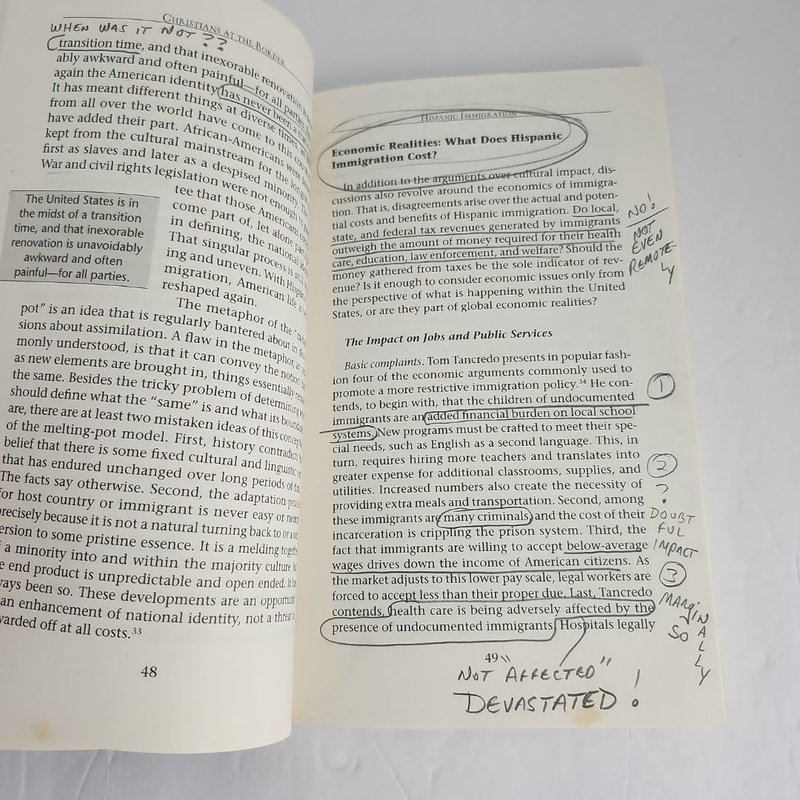 CHRISTIANS AT THE BORDER
WHEN WAS IT NOT??
transition time, and that inexorable renovation
ably awkward and often painful—for all parties.
again the American identity has never been a
It has meant different things at diverse times
from all over the world have come to this
have added their part. African-Americans were
kept from the cultural mainstream for the
first as slaves and later as a despised minority.
War and civil rights legislation were not enough
tee that those American
come part of, let alone
in defining, the national
That singular process is
ing and uneven. With Hispanic
migration, American life
reshaped again.
The United States is in
the midst of a transition
time, and that inexorable
renovation is unavoidably
awkward and often
painful—for all parties.
The metaphor of the
pot" is an idea that is regularly bantered about in
sions about assimilation. A flaw in the metaphor, as
monly understood, is that it can convey the notion
as new elements are brought in, things essentially
the same. Besides the tricky problem of determining
should define what the "same" is and what its
are, there are at least two mistaken ideas of this concept
of the melting-pot model. First, history contradicts
belief that there is some fixed cultural and linguistic
that has endured unchanged over long periods of
The facts say otherwise. Second, the adaptation
for host country or immigrant is never easy or
precisely because it is not a natural turning back to or
ersion to some pristine essence. It is a melding
a minority into and within the majority culture
e end product is unpredictable and open ended. It
ays been so. These developments are an
an enhancement of national identity, not a threat
warded off at all costs.33
48
HISPANIC IMMIGRATION
Economic Realities: What Does Hispanic
Immigration Cost?
In addition to the arguments over cultural impact, dis-
cussions also revolve around the economics of immigra-
tion. That is, disagreements arise over the actual and poten-
tial costs and benefits of Hispanic immigration. Do local,
state, and federal tax revenues generated by immigrants
outweigh the amount of money required for their health
care, education, law enforcement, and welfare? Should the
money gathered from taxes be the sole indicator of rev-
enue? Is it enough to consider economic issues only from
the perspective of what is happening within the United
States, or are they part of global economic realities?
NO!
NOT
EVEN
REMOTE-
LY
The Impact on Jobs and Public Services
Basic complaints. Tom Tancredo presents in popular fash-
ion four of the economic arguments commonly used to
promote a more restrictive immigration policy.34 He con-
tends, to begin with, that the children of undocumented
immigrants are an added financial burden on local school
systems. New programs must be crafted to meet their spe-
cial needs, such as English as a second language. This, in
turn, requires hiring more teachers and translates into
greater expense for additional classrooms, supplies, and
utilities. Increased numbers also create the necessity of
providing extra meals and transportation. Second, among
these immigrants are many criminals, and the cost of their
incarceration is crippling the prison system. Third, the
fact that immigrants are willing to accept below-average
wages drives down the income of American citizens. As
the market adjusts to this lower pay scale, legal workers are
forced to accept less than their proper due. Last, Tancredo
contends, health care is being adversely affected by the
presence of undocumented immigrants. Hospitals legally
1
2
?
DOUBT
FUL
IMPACT
3
MARGINALLY
SO
49
"NOT AFFECTED"
DEVASTATED!